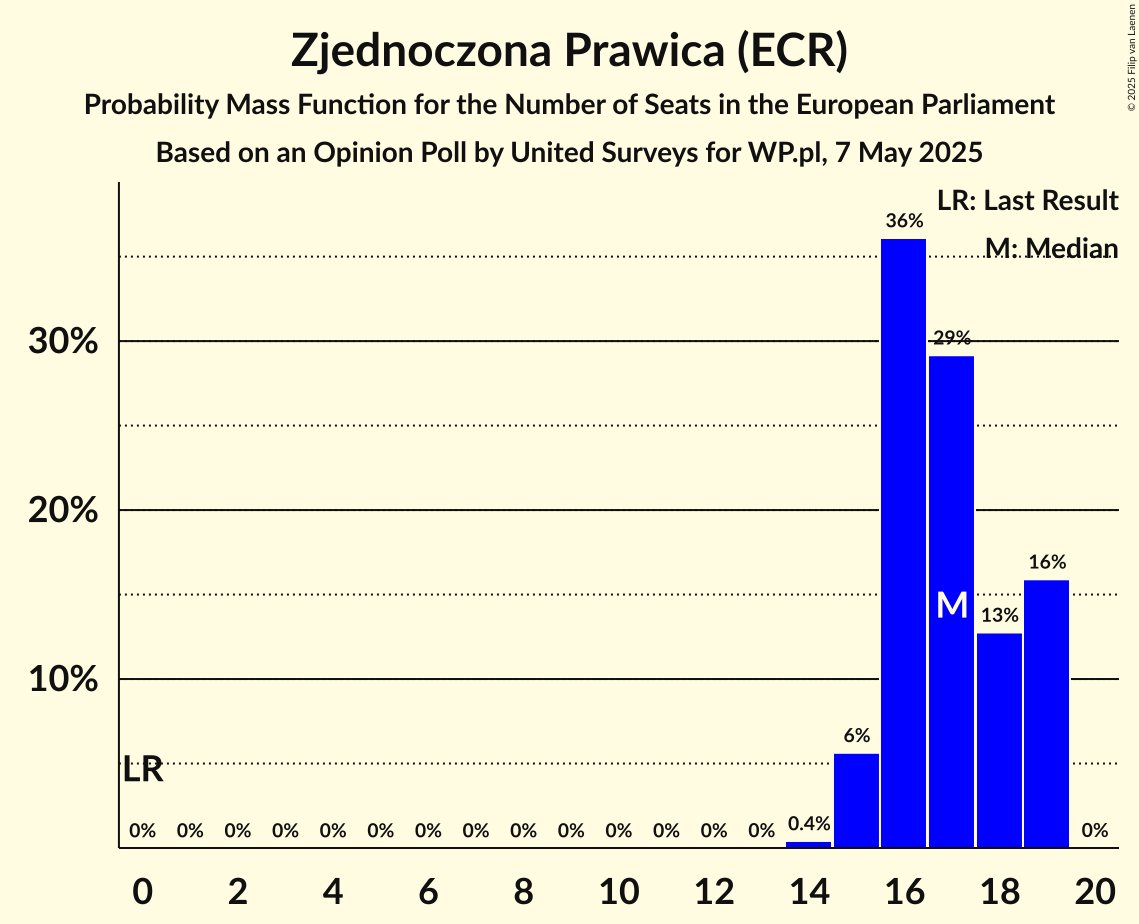 Zjednoczona Prawica (ECR)
Probability Mass Function for the Number of Seats in the European Parliament
Based on an Opinion Poll by United Surveys for WP.pl, 7 May 2025
© 2025 Filip van Laenen
LR: Last Result
M: Median
36%
30%
29%
20%
16%
M
13%
10%
6%
LR
0% 0% 0% 0% 0% 0% 0% 0% 0% 0% 0% 0% 0% 0% 0.4% 0%
0 2 4 6 8 10 12 14 16 18 20